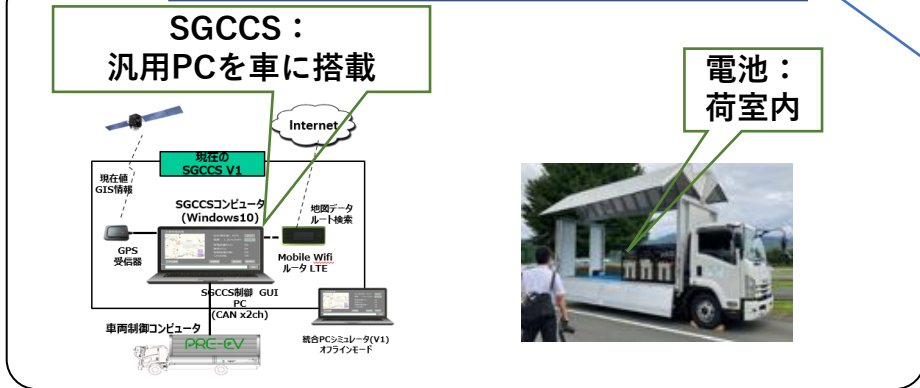 SGCCS：
汎用PCを車に搭載
電池：
荷室内
Internet
現在の
SGCCS V1
現在値
GIS情報
SGCCSコンピュータ
(Windows10)
地図データ
ルート検索
GPS
受信器
Mobile Wifi
ルータ LTE
SGCCS制御 GUI
PC
(CAN x2ch)
車両制御コンピュータ
PRE-EV
統合PCシミュレータ(V1)
オフラインモード